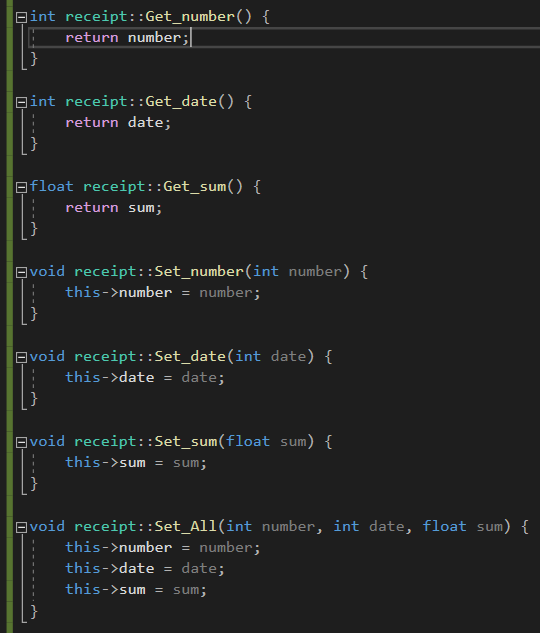 int receipt::Get_number() {
return number;
}
int receipt::Get_date() {
return date;
}
float receipt::Get_sum() {
return sum;
}
void receipt::Set_number(int number) {
this->number = number;
}
void receipt::Set_date(int date) {
this->date = date;
}
void receipt::Set_sum(float sum) {
this->sum = sum;
}
void receipt::Set_All(int number, int date, float sum) {
this->number = number;
this->date = date;
this->sum = sum;
}